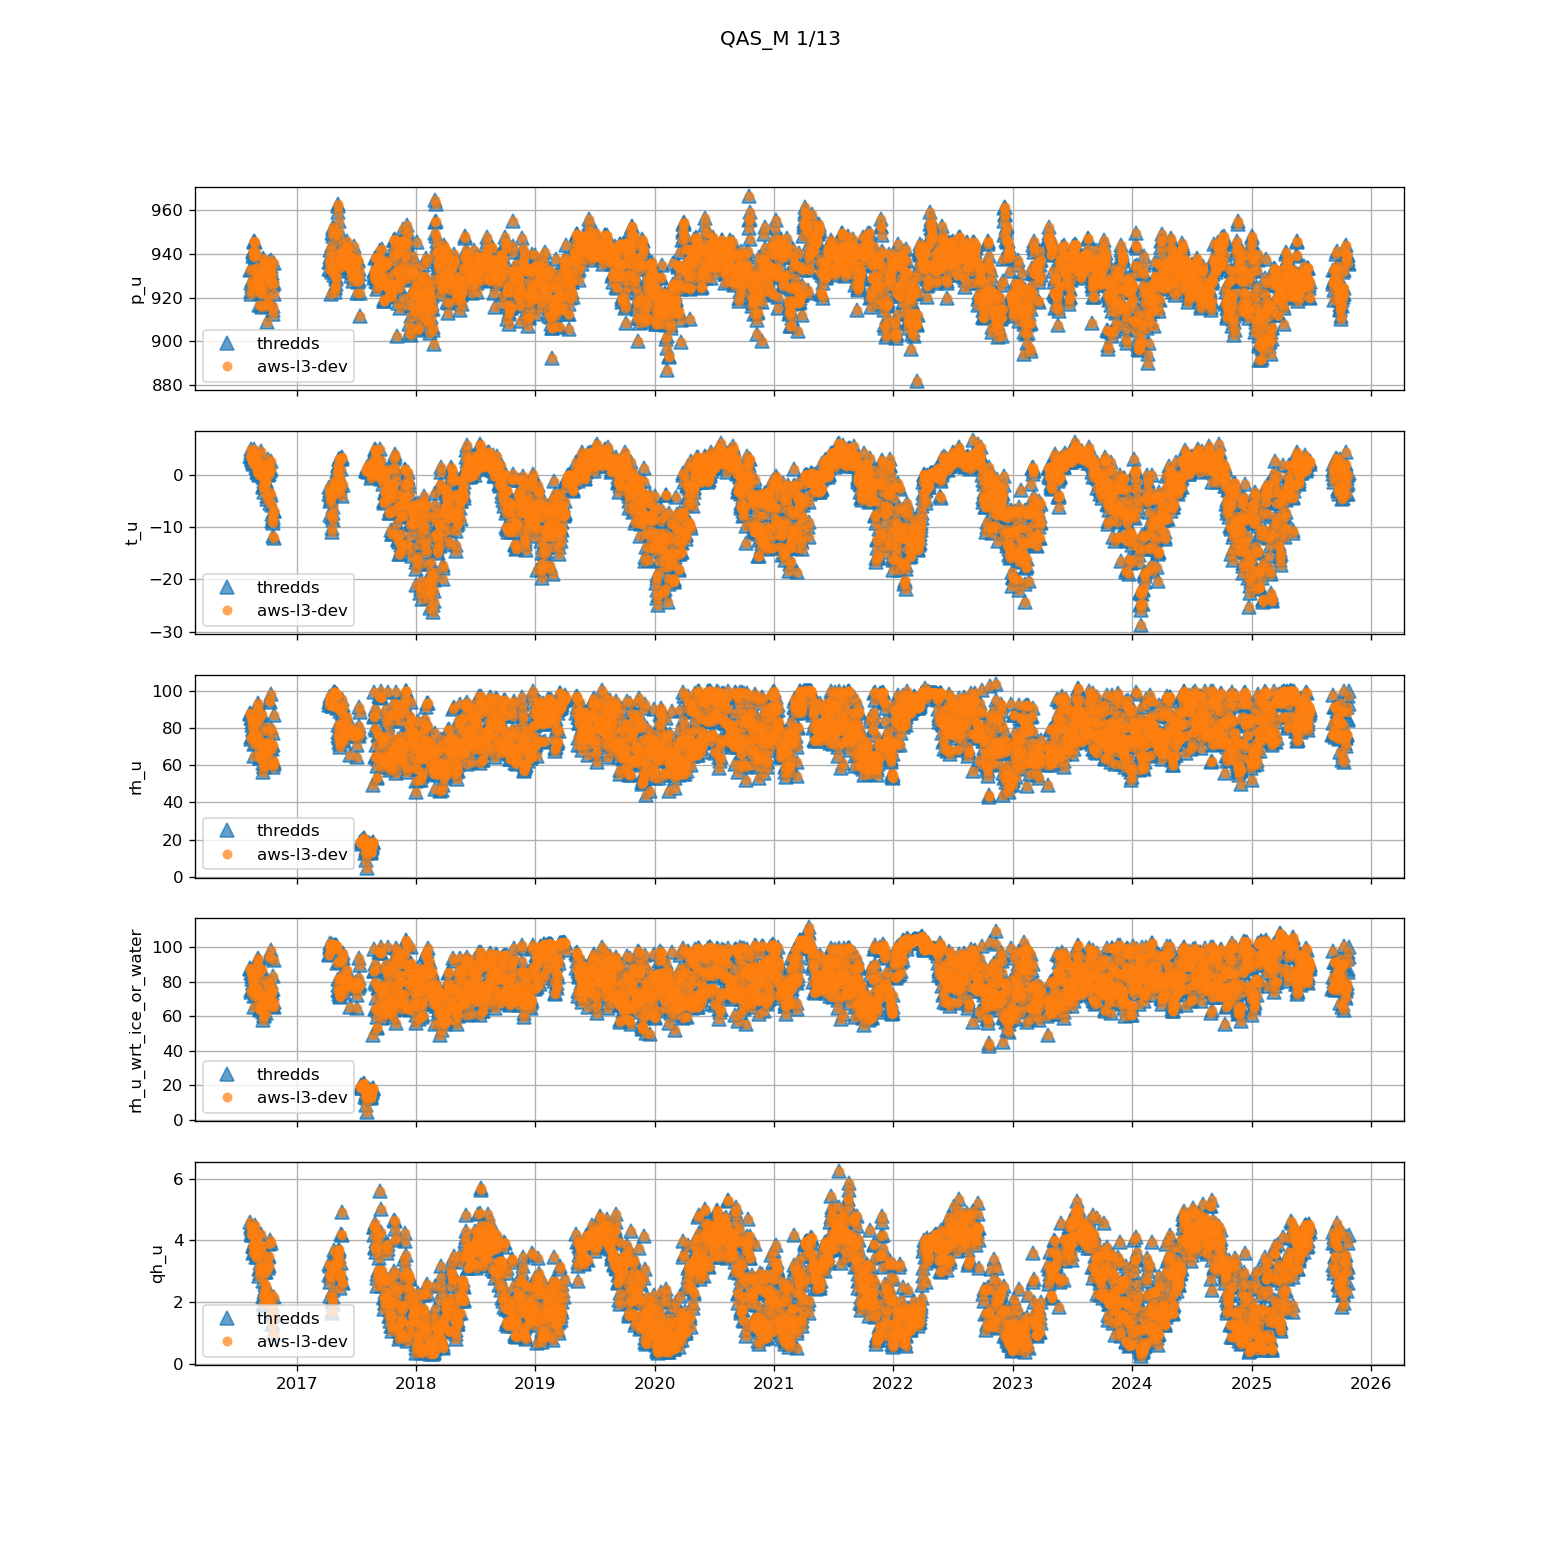 QAS_M 1/13
960
940
920
900
880
p_u
thredds
aws-l3-dev
0
−10
−20
−30
t_u
thredds
aws-l3-dev
100
80
60
40
20
0
rh_u
thredds
aws-l3-dev
100
80
60
40
20
0
rh_u_wrt_ice_or_water
thredds
aws-l3-dev
6
4
2
0
qh_u
thredds
aws-l3-dev
2017 2018 2019 2020 2021 2022 2023 2024 2025 2026